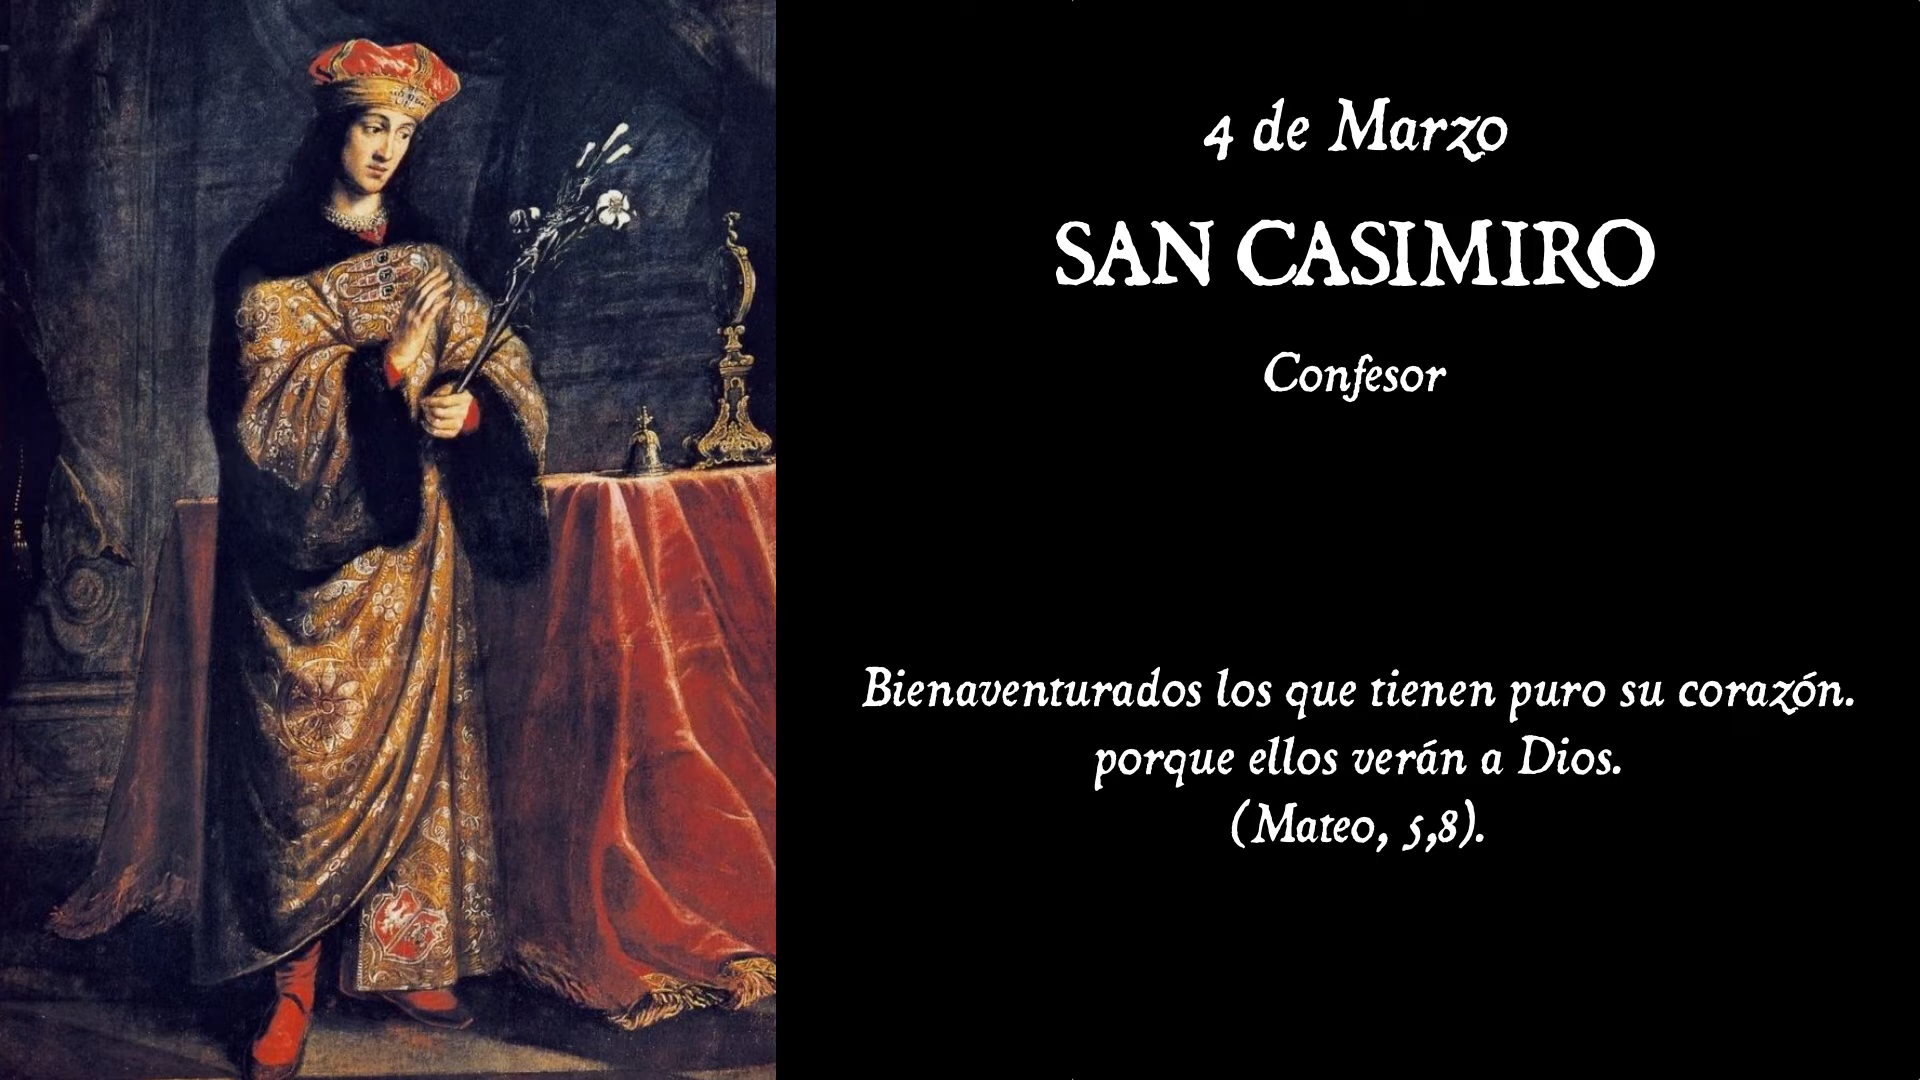 4 de Marzo
SAN CASIMIRO
Confesor
Bienaventurados los que tienen puro su corazón.
porque ellos verán a Dios.
(Mateo, 5,8).